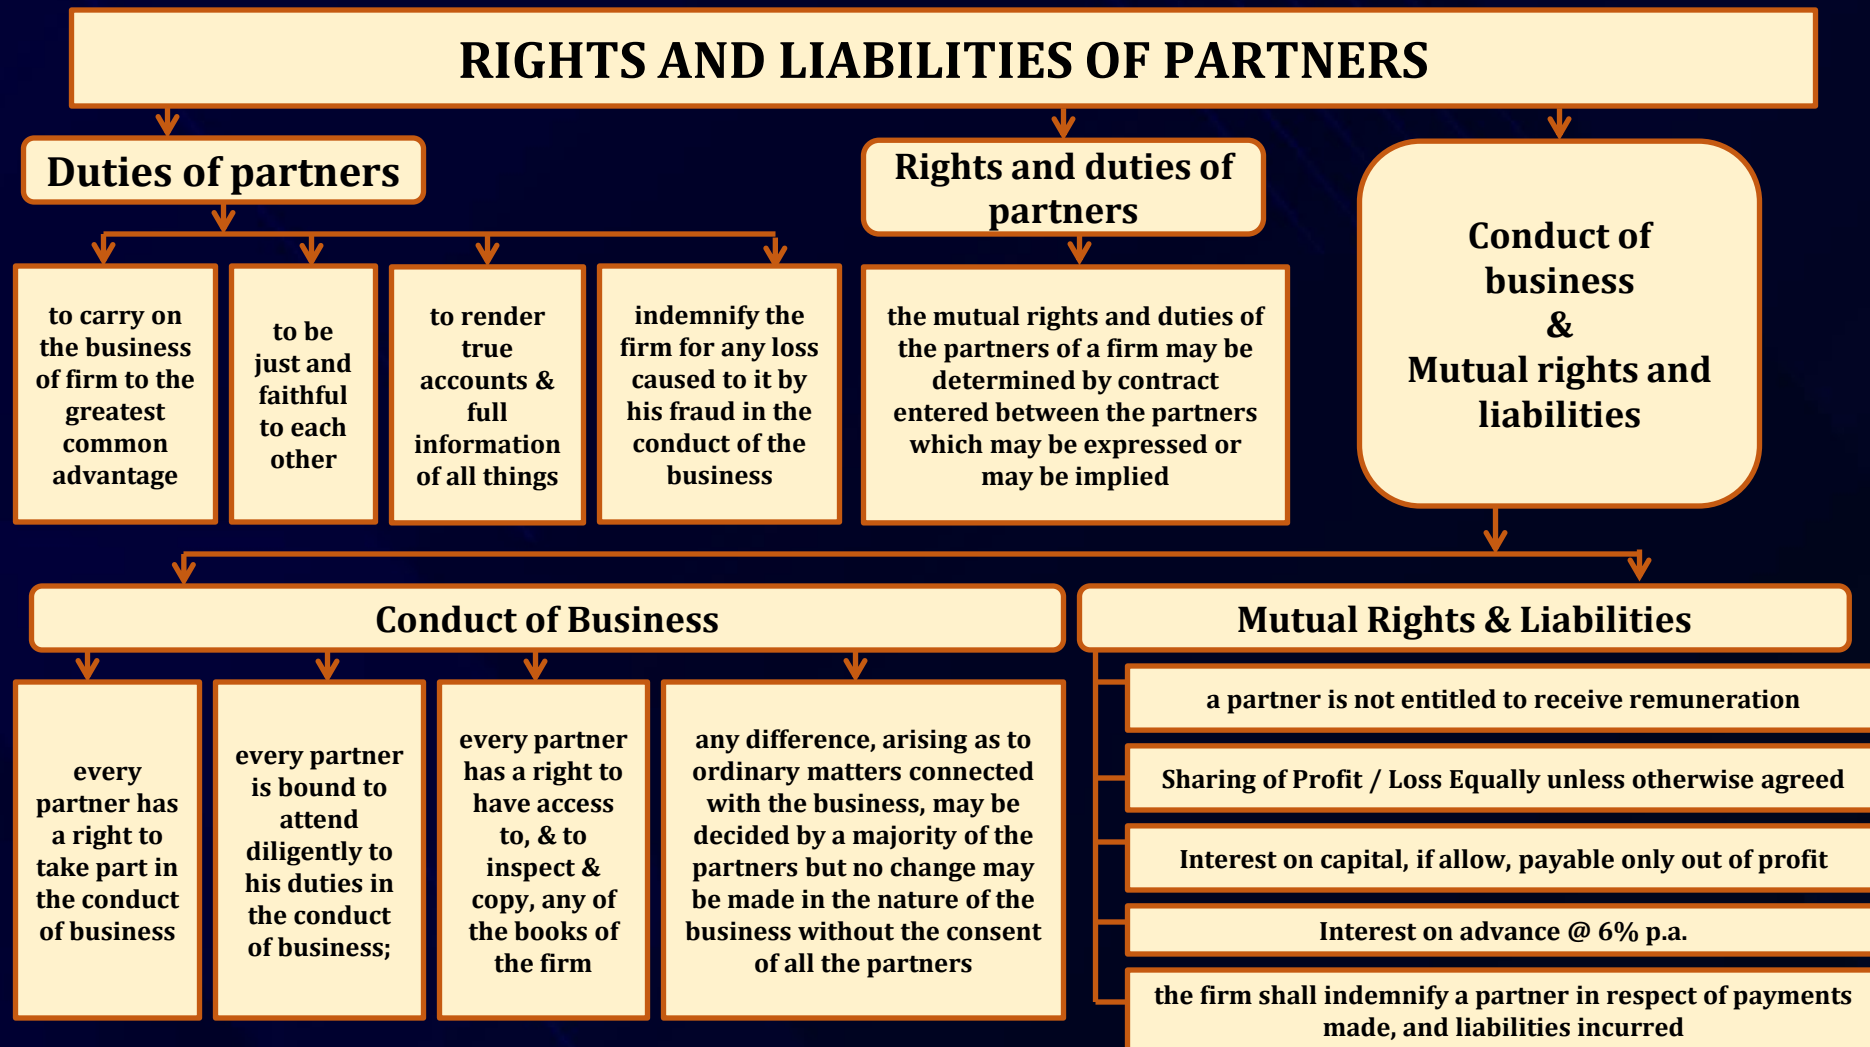 RIGHTS AND LIABILITIES OF PARTNERS
Duties of partners
to carry on
the business
of firm to the
greatest
common
advantage
to be
just and
faithful
to each
other
to render
true
accounts &
full
information
of all things
indemnify the
firm for any loss
caused to it by
his fraud in the
conduct of the
business
Rights and duties of
partners
the mutual rights and duties of
the partners of a firm may be
determined by contract
entered between the partners
which may be expressed or
may be implied
Conduct of
business
&
Mutual rights and
liabilities
Conduct of Business
every
partner has
a right to
take part in
the conduct
of business
every partner
is bound to
attend
diligently to
his duties in
the conduct
of business;
every partner
has a right to
have access
to, & to
inspect &
copy, any of
the books of
the firm
any difference, arising as to
ordinary matters connected
with the business, may be
decided by a majority of the
partners but no change may
be made in the nature of the
business without the consent
of all the partners
Mutual Rights & Liabilities
a partner is not entitled to receive remuneration
Sharing of Profit / Loss Equally unless otherwise agreed
Interest on capital, if allow, payable only out of profit
Interest on advance @ 6% p.a.
the firm shall indemnify a partner in respect of payments
made, and liabilities incurred